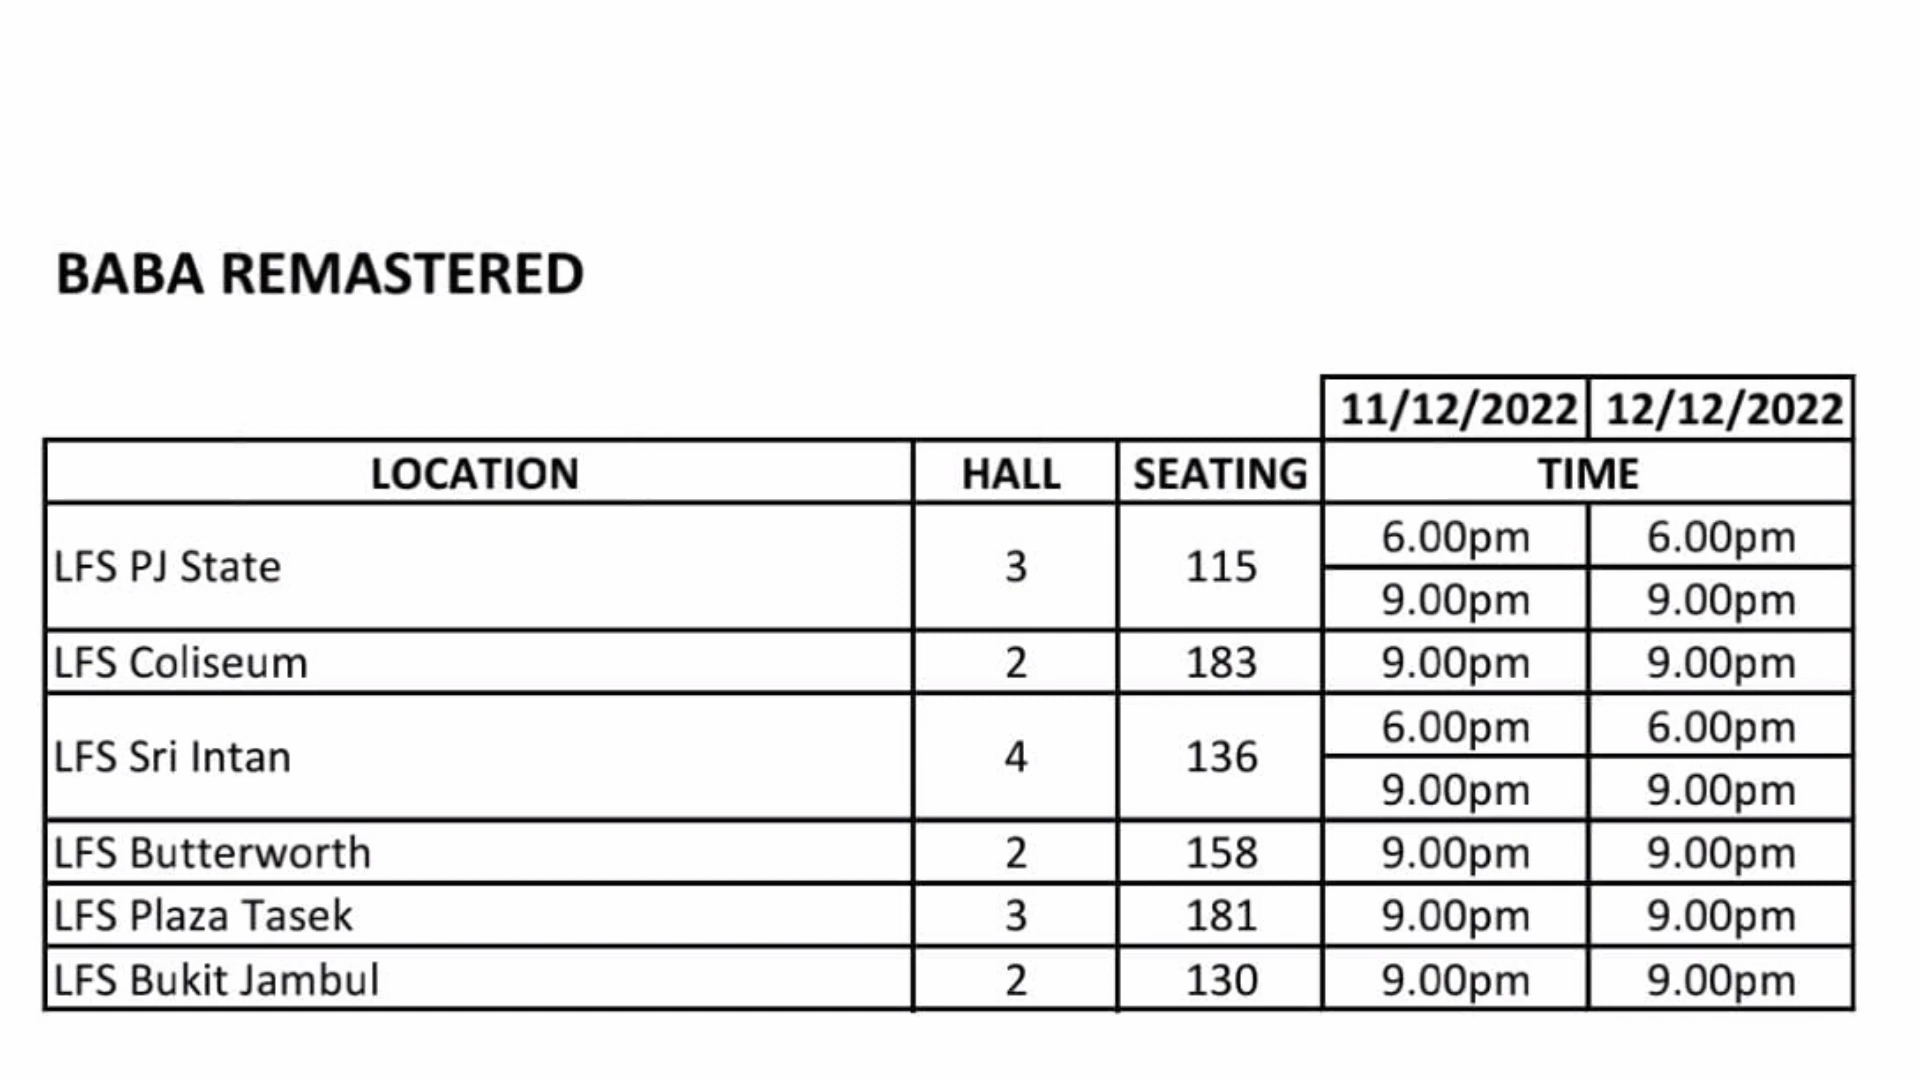 BABA REMASTERED
11/12/2022 12/12/2022
LOCATION HALL SEATING TIME
LFS PJ State 3 115 6.00pm 6.00pm
9.00pm 9.00pm
LFS Coliseum 2 183 9.00pm 9.00pm
LFS Sri Intan 4 136 6.00pm 6.00pm
9.00pm 9.00pm
LFS Butterworth 2 158 9.00pm 9.00pm
LFS Plaza Tasek 3 181 9.00pm 9.00pm
LFS Bukit Jambul 2 130 9.00pm 9.00pm